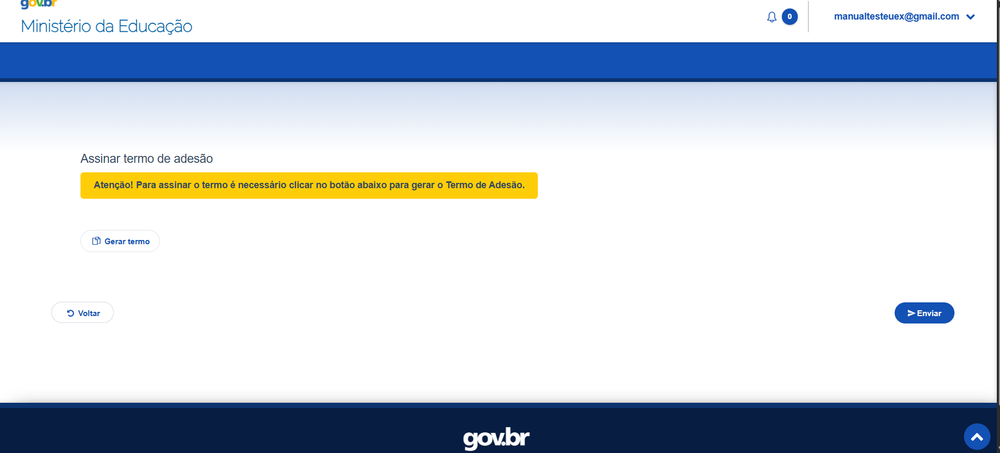 gov.br
Ministério da Educação
0
manualtesteuex@gmail.com
Assinar termo de adesão
Atenção! Para assinar o termo é necessário clicar no botão abaixo para gerar o Termo de Adesão.
Gerar termo
Voltar
Enviar
gov.br